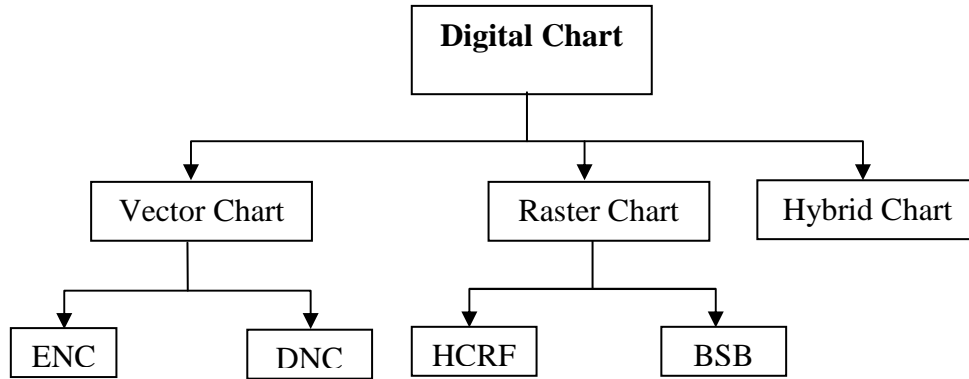 Digital Chart
Vector Chart
Raster Chart
Hybrid Chart
ENC
DNC
HCRF
BSB